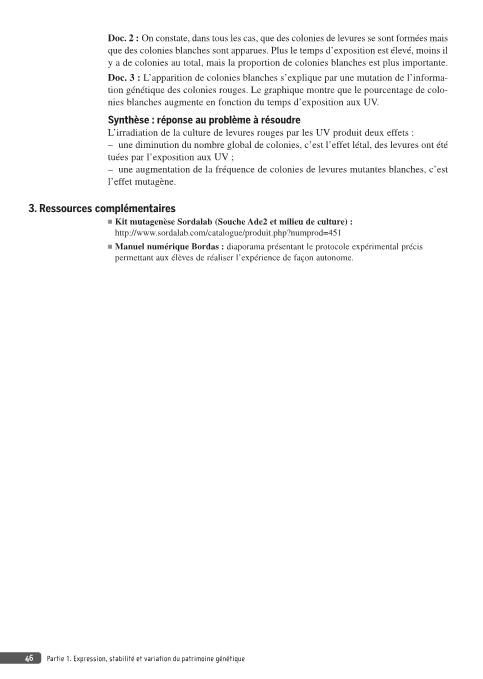 Doc. 2 : On constate, dans tous les cas, que des colonies de levures se sont formées mais
que des colonies blanches sont apparues. Plus le temps d’exposition est élevé, moins il
y a de colonies au total, mais la proportion de colonies blanches est plus importante.
Doc. 3 : L’apparition de colonies blanches s’explique par une mutation de l’informa-
tion génétique des colonies rouges. Le graphique montre que le pourcentage de colo-
nies blanches augmente en fonction du temps d’exposition aux UV.
Synthèse : réponse au problème à résoudre
L’irradiation de la culture de levures rouges par les UV produit deux effets :
– une diminution du nombre global de colonies, c’est l’effet létal, des levures ont été
tuées par l’exposition aux UV ;
– une augmentation de la fréquence de colonies de levures mutantes blanches, c’est
l’effet mutagène.
3. Ressources complémentaires
■ Kit mutagenèse Sordalab (Souche Ade2 et milieu de culture) :
http://www.sordalab.com/catalogue/produit.php?numprod=451
■ Manuel numérique Bordas : diaporama présentant le protocole expérimental précis
permettant aux élèves de réaliser l’expérience de façon autonome.
46 Partie 1. Expression, stabilité et variation du patrimoine génétique